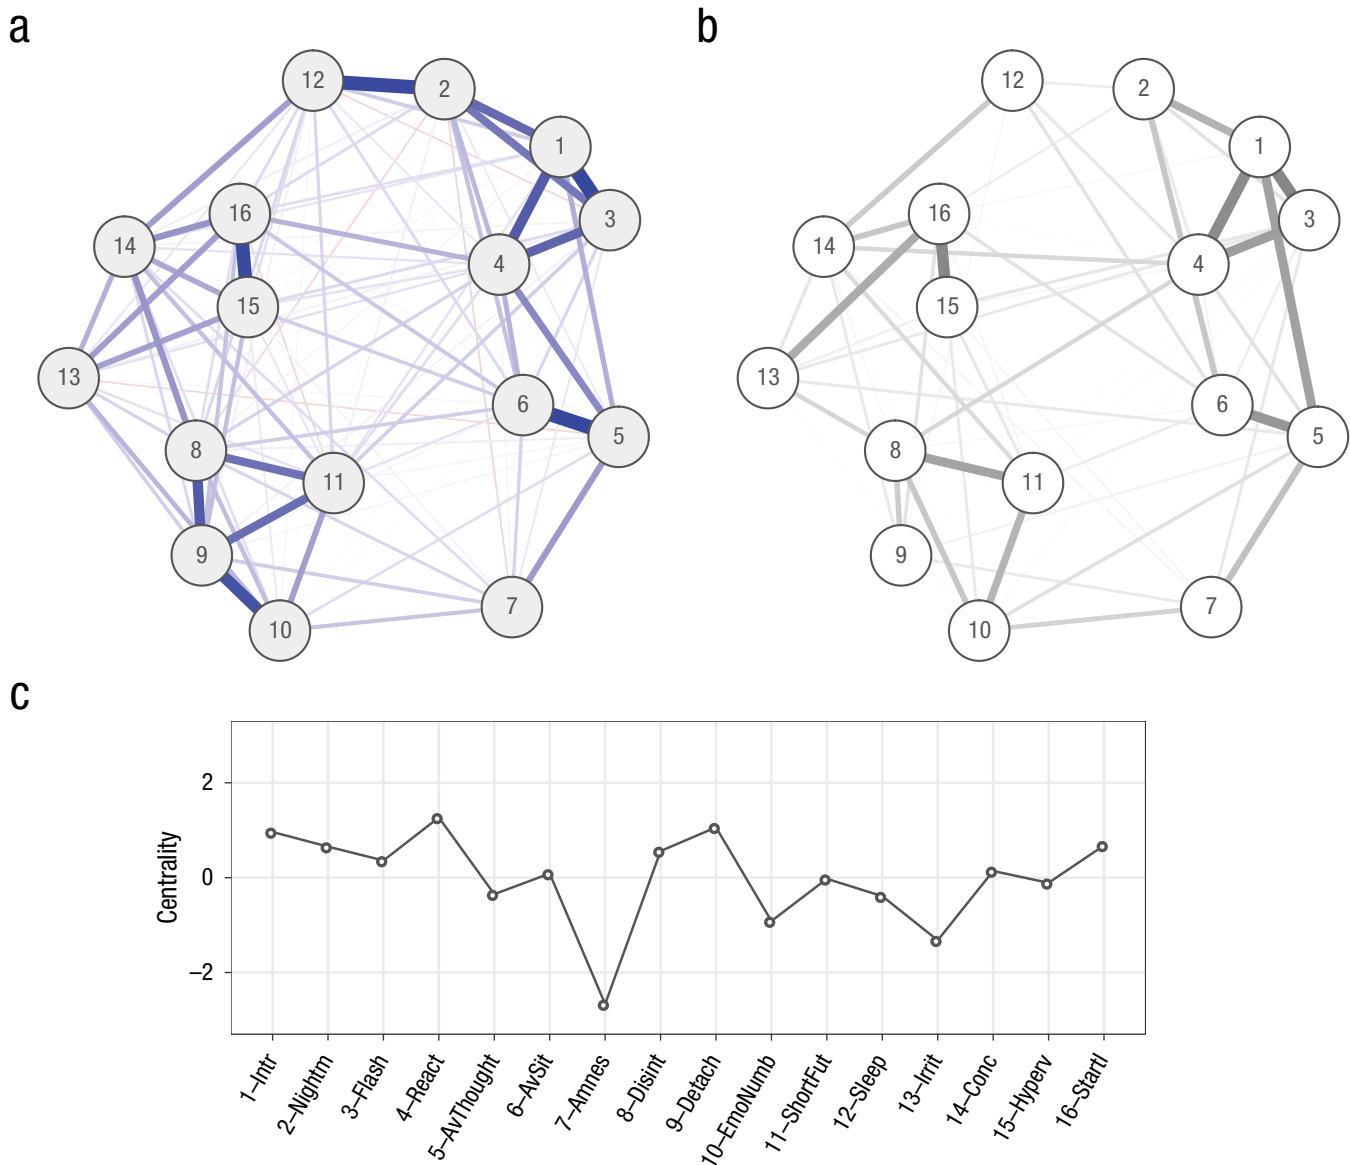 a
b
12
2
1
3
16
14
4
15
13
6
5
8
11
9
7
10
12
2
1
3
16
14
4
15
13
6
5
8
11
9
7
10
c
Centrality
2
0
–2
1–Intr
2–Nightm
3–Flash
4–React
5–AvThought
6–AvSit
7–Amnes
8–Disint
9–Detach
10–EmoNumb
11–ShortFut
12–Sleep
13–Irrit
14–Conc
15–Hyperv
16–Startl